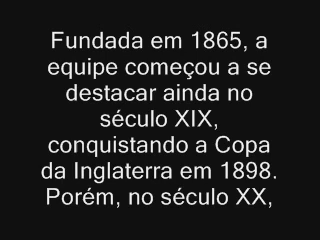 Fundada em 1865, a
equipe começou a se
destacar ainda no
século XIX,
conquistando a Copa
da Inglaterra em 1898.
Porém, no século XX,